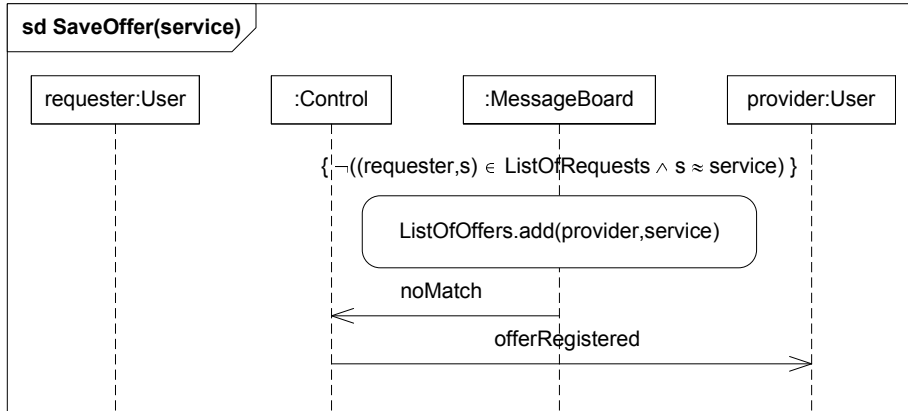 sd SaveOffer(service)
requester:User
:Control
:MessageBoard
provider:User
{ ¬((requester,s) ∈ ListOfRequests ∧ s ≈ service) }
ListOfOffers.add(provider,service)
noMatch
offerRegistered